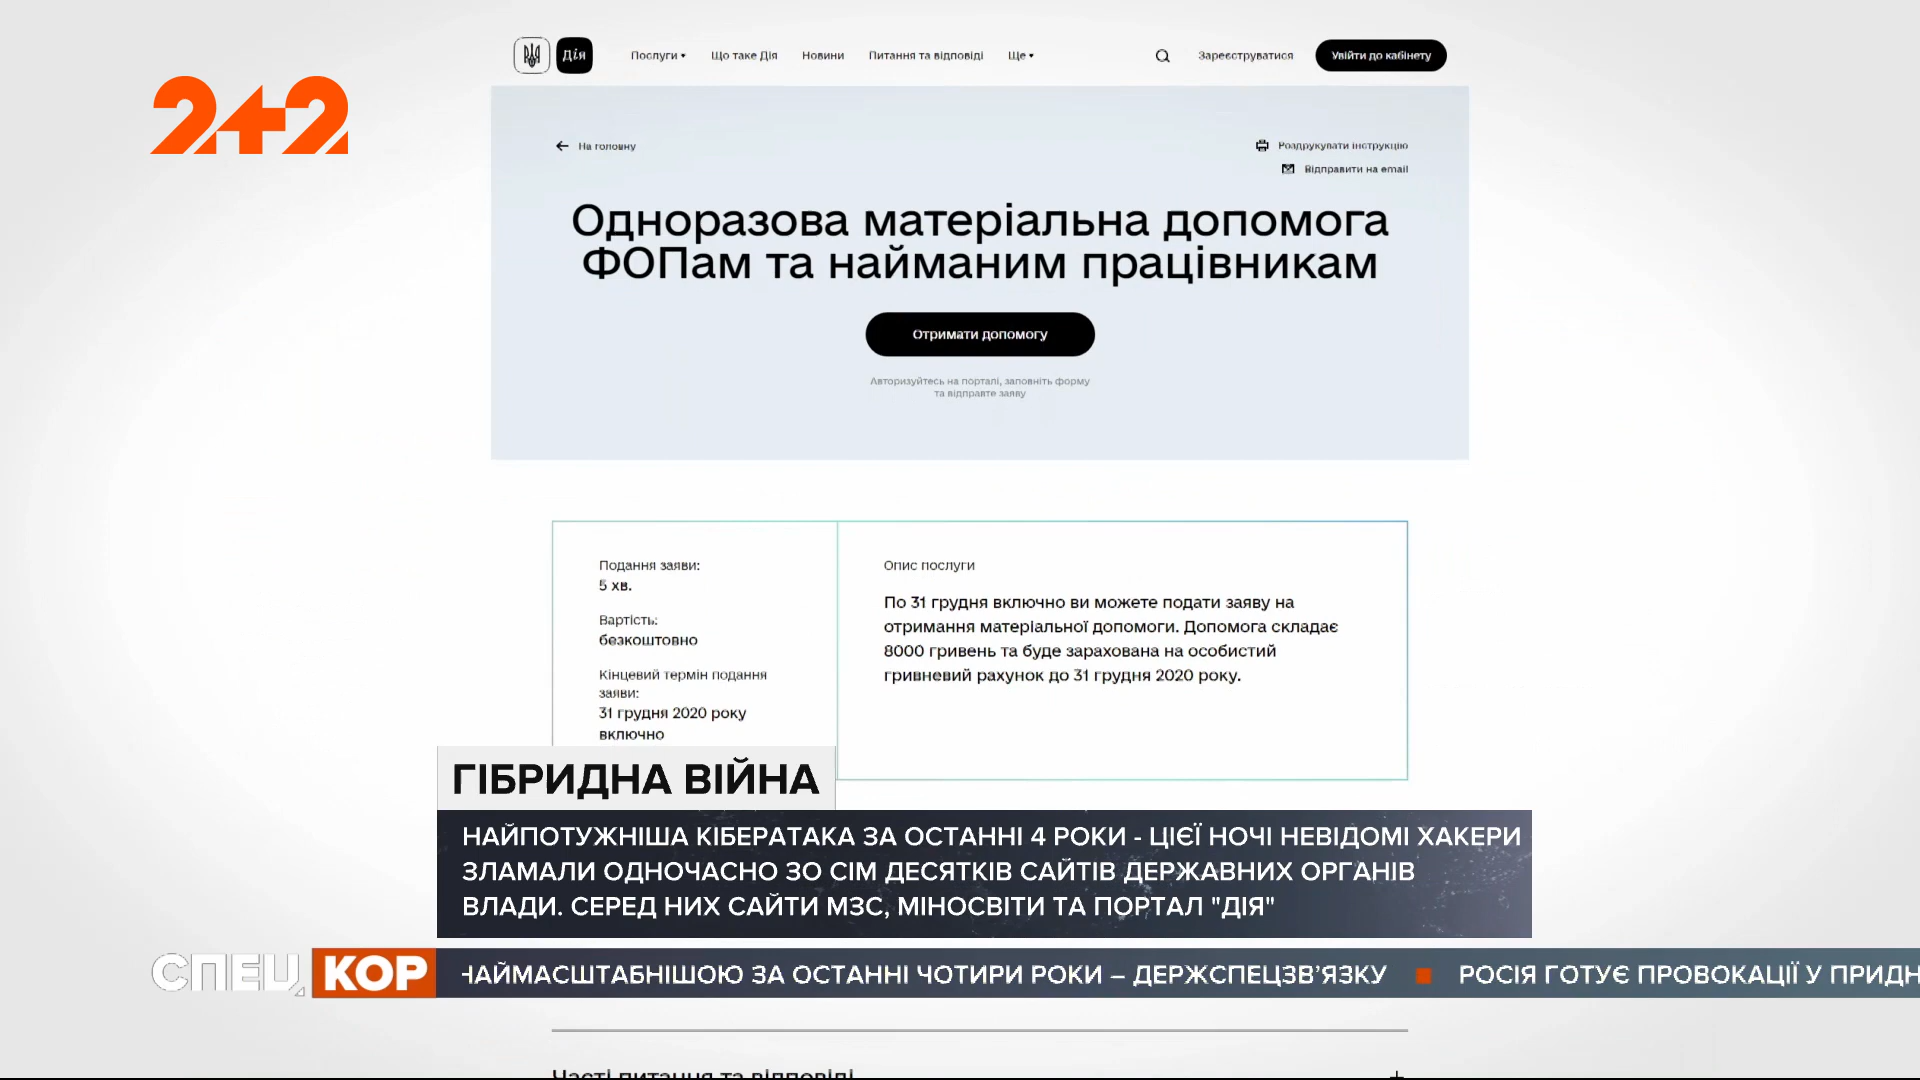 2+2
Дія
Послуги
Що таке Дія
Новини
Питання та відповіді
Ще
Зареєструватися
Увійти до кабінету
На головну
Роздрукувати інструкцію
Відправити на email
Одноразова матеріальна допомога
ФОПам та найманим працівникам
Отримати допомогу
Авторизуйтесь на порталі, заповніть форму
та відправте заяву
Подання заяви:
5 хв.
Вартість:
безкоштовно
Кінцевий термін подання
заяви:
31 грудня 2020 року
включно
Опис послуги
По 31 грудня включно ви можете подати заяву на
отримання матеріальної допомоги. Допомога складає
8000 гривень та буде зарахована на особистий
гривневий рахунок до 31 грудня 2020 року.
ГІБРИДНА ВІЙНА
НАЙПОТУЖНІША КІБЕРАТАКА ЗА ОСТАННІ 4 РОКИ - ЦІЄЇ НОЧІ НЕВІДОМІ ХАКЕРИ
ЗЛАМАЛИ ОДНОЧАСНО ЗО СІМ ДЕСЯТКІВ САЙТІВ ДЕРЖАВНИХ ОРГАНІВ
ВЛАДИ. СЕРЕД НИХ САЙТИ МЗС, МІНОСВІТИ ТА ПОРТАЛ "ДІЯ"
СПЕЦКОР
НАЙМАСШТАБНІШОЮ ЗА ОСТАННІ ЧОТИРИ РОКИ – ДЕРЖСПЕЦЗВ'ЯЗКУ
РОСІЯ ГОТУЄ ПРОВОКАЦІЇ У ПРИДН
Часті питання та відповіді